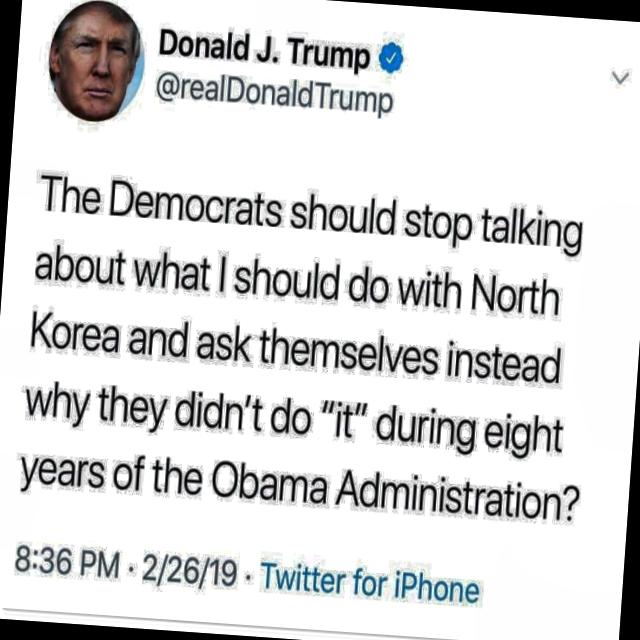 Donald J. Trump
@realDonaldTrump
The Democrats should stop talking
about what I should do with North
Korea and ask themselves instead
why they didn't do "it" during eight
years of the Obama Administration?
8:36 PM · 2/26/19 · Twitter for iPhone